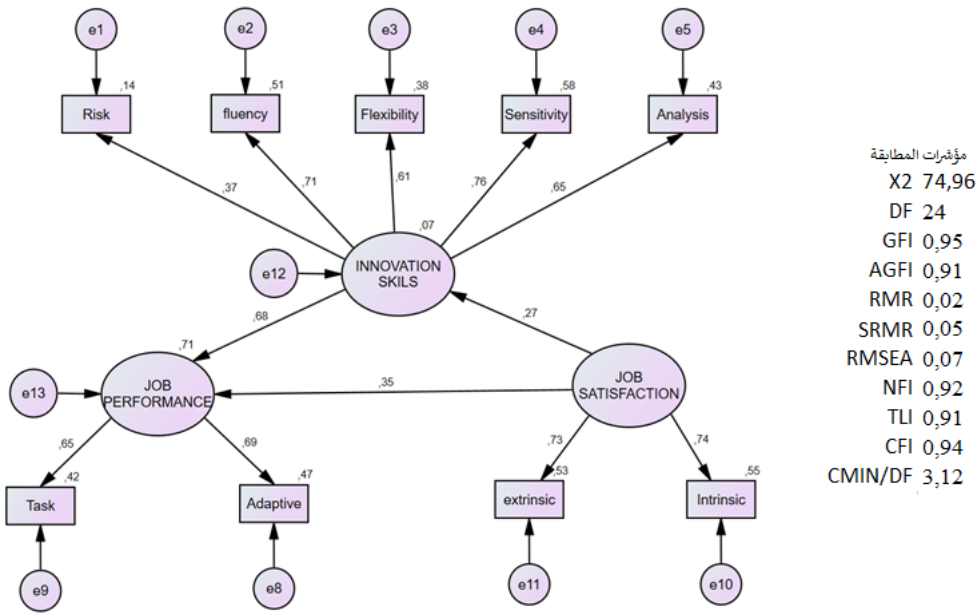 e1
e2
e3
e4
e5
,14
,51
,38
,58
,43
Risk
fluency
Flexibility
Sensitivity
Analysis
,37
,71
,61
,76
,65
,07
e12
INNOVATION
SKILS
,68
,27
,71
e13
JOB
PERFORMANCE
,35
JOB
SATISFACTION
,65
,69
,73
,74
,42
,47
,53
,55
Task
Adaptive
extrinsic
Intrinsic
e9
e8
e11
e10
مؤشرات المطابقة
X2 74,96
DF 24
GFI 0,95
AGFI 0,91
RMR 0,02
SRMR 0,05
RMSEA 0,07
NFI 0,92
TLI 0,91
CFI 0,94
CMIN/DF 3,12